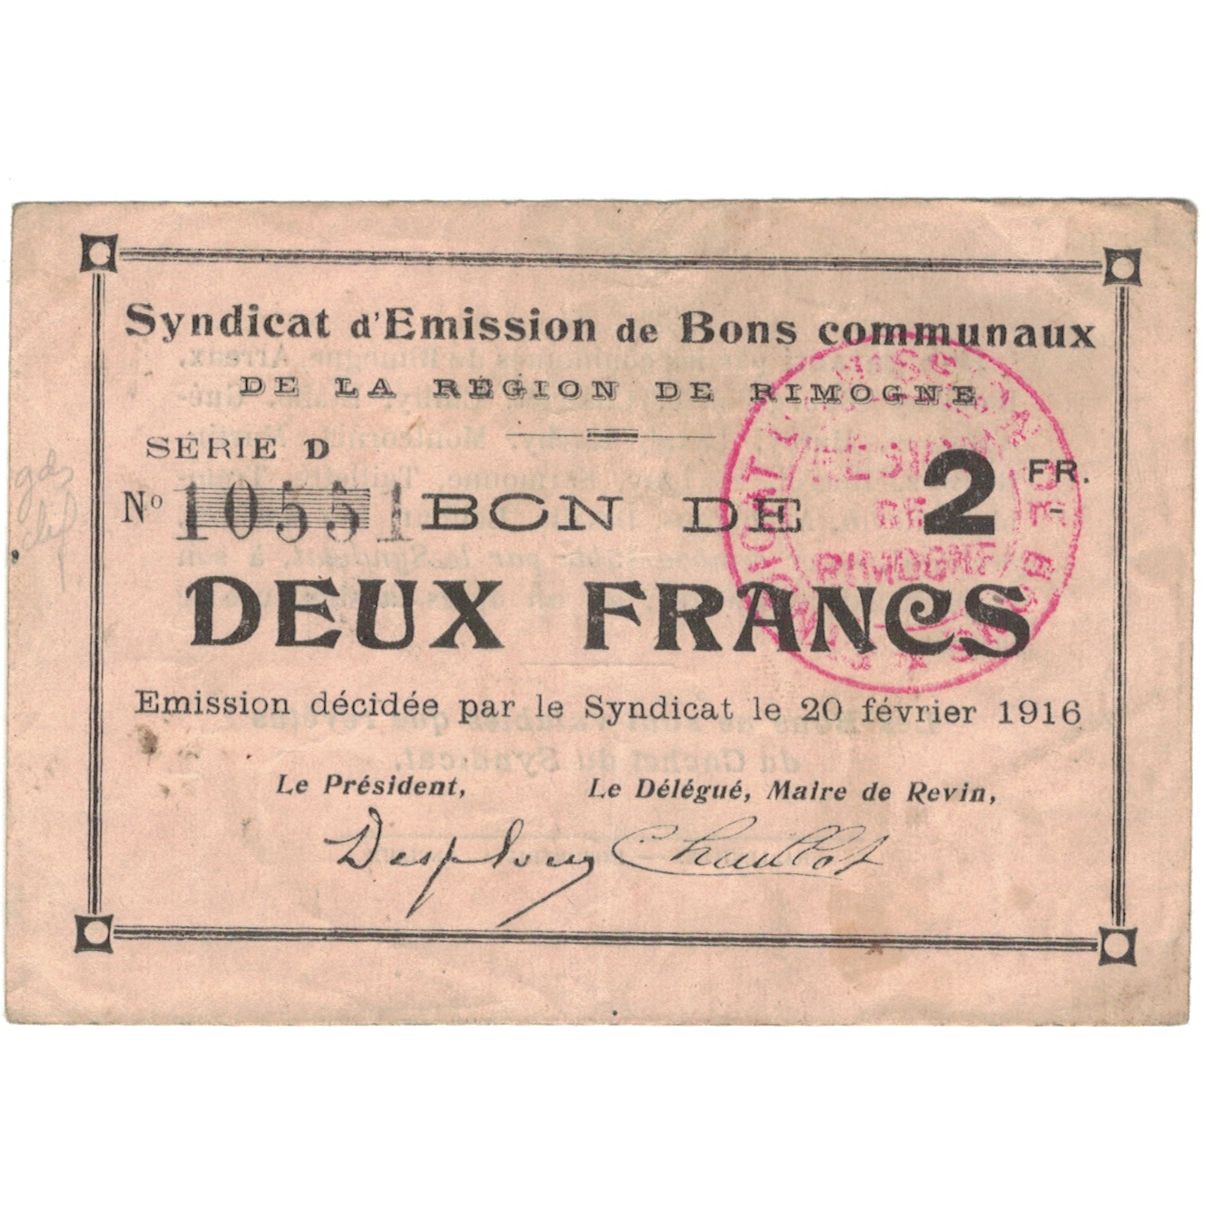 Syndicat d'Emission de Bons communaux
DE LA RÉGION DE RIMOGNE
SÉRIE D
No 10551 BON DE 2 FR.
DEUX FRANCS
Emission décidée par le Syndicat le 20 février 1916
Le Président, Le Délégué, Maire de Revin,
RIMOGNE